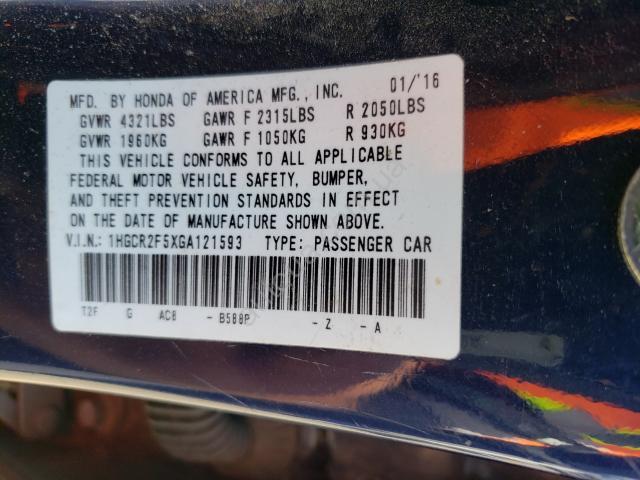 MFD. BY HONDA OF AMERICA MFG., INC. 01/'16
GVWR 4321LBS GAWR F 2315LBS R 2050LBS
GVWR 1960KG GAWR F 1050KG R 930KG
THIS VEHICLE CONFORMS TO ALL APPLICABLE
FEDERAL MOTOR VEHICLE SAFETY, BUMPER,
AND THEFT PREVENTION STANDARDS IN EFFECT
ON THE DATE OF MANUFACTURE SHOWN ABOVE.
V.I.N.: 1HGCR2F5XGA121593 TYPE: PASSENGER CAR
T2F G AC8 - B588P - Z - A